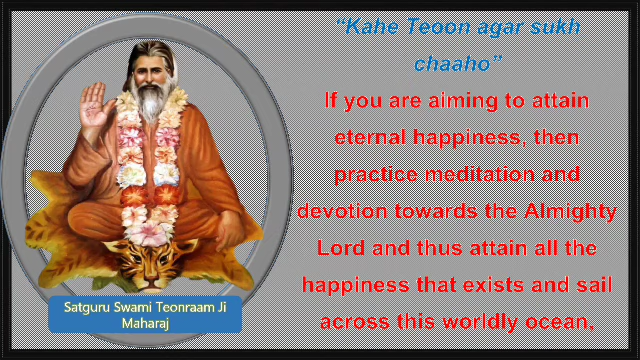 “Kahe Teoon agar sukh
chaaho”
If you are aiming to attain
eternal happiness, then
practice meditation and
devotion towards the Almighty
Lord and thus attain all the
happiness that exists and sail
across this worldly ocean.
Satguru Swami Teonraam Ji
Maharaj